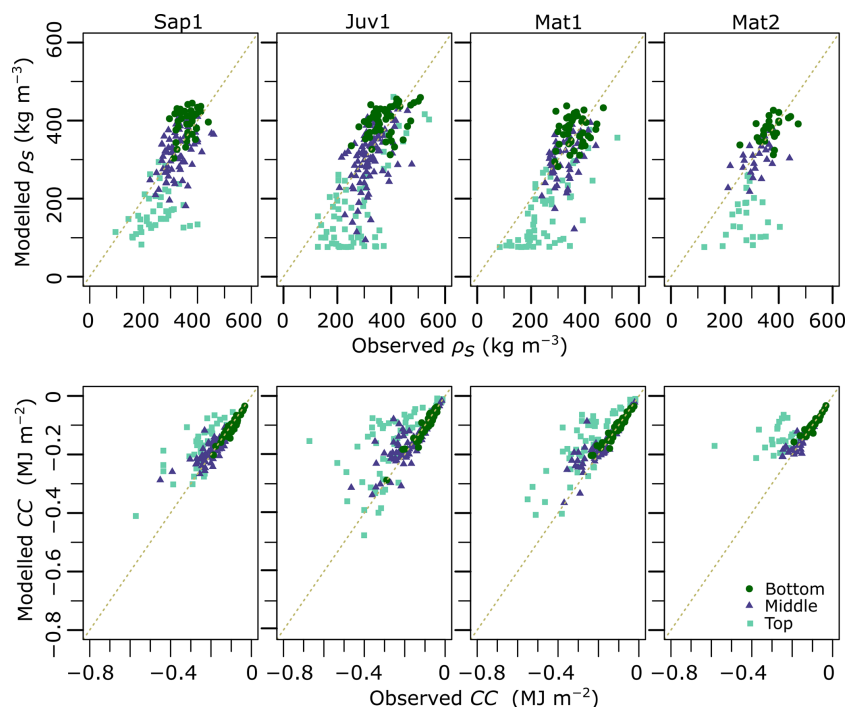 Sap1 Juv1 Mat1 Mat2
Modelled ρS (kg m−3)
600
400
200
0
0 200 400 600 0 200 400 600 0 200 400 600 0 200 400 600
Observed ρS (kg m−3)
Modelled CC (MJ m−2)
0
−0.2
−0.4
−0.6
−0.8
Bottom
Middle
Top
−0.8 −0.4 0 −0.8 −0.4 0 −0.8 −0.4 0 −0.8 −0.4 0
Observed CC (MJ m−2)